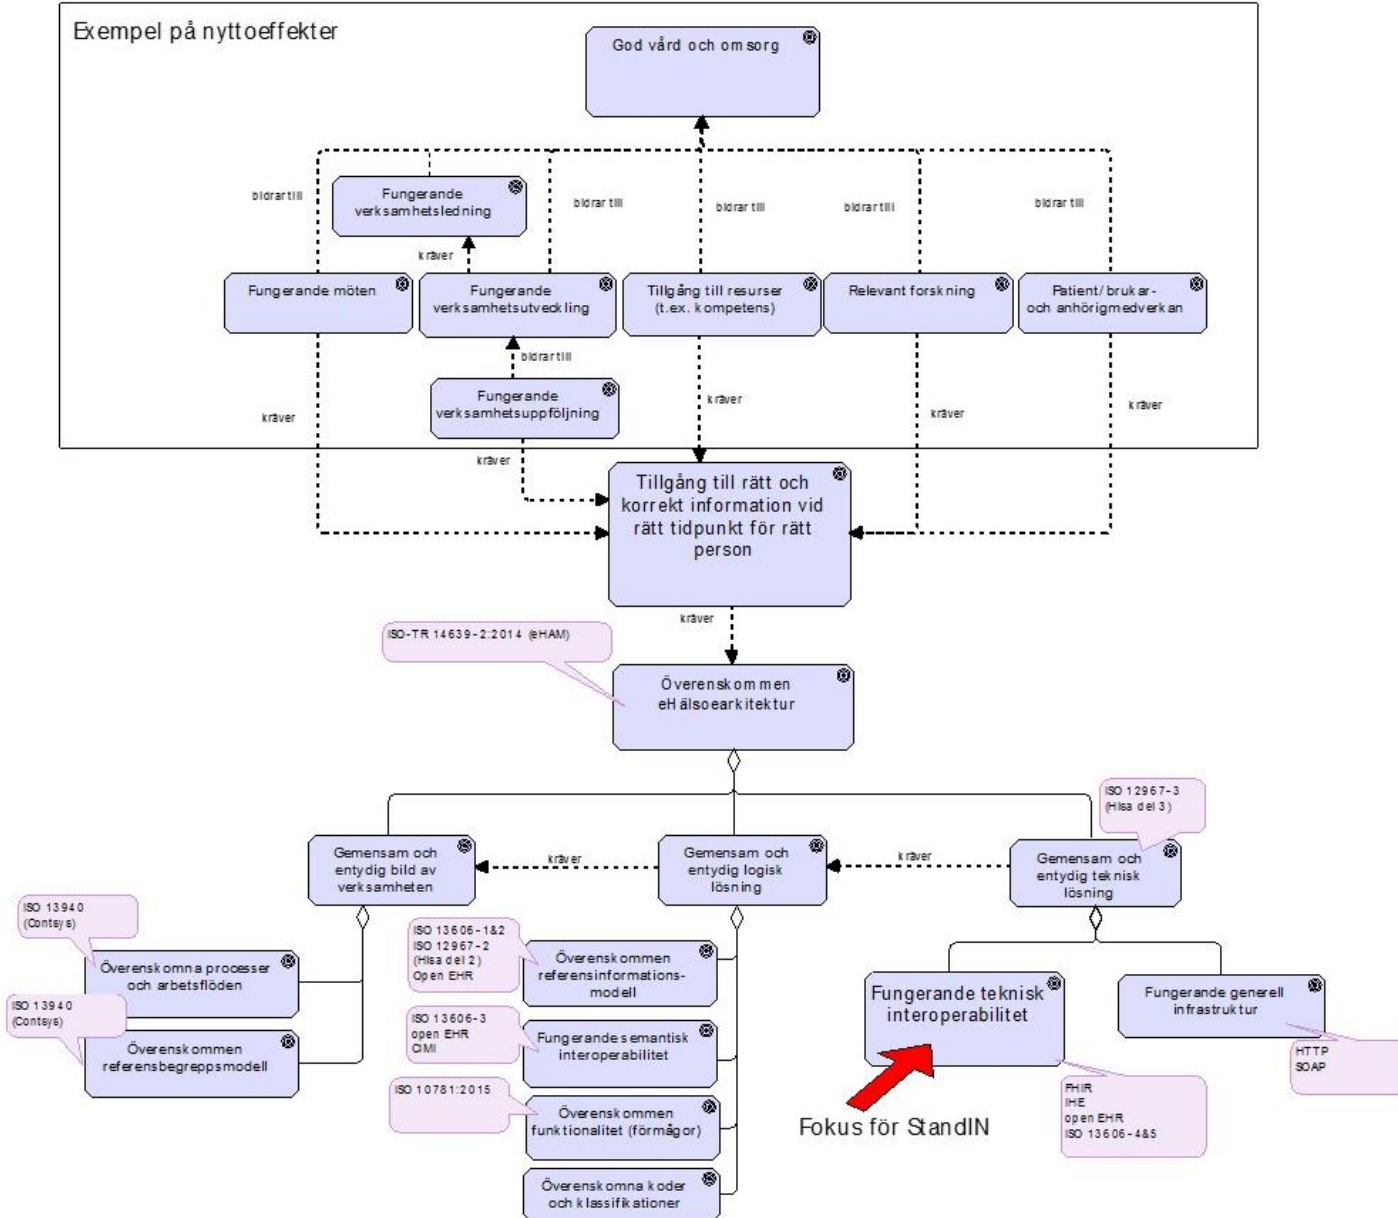 Exempel på nyttoeffekter
God vård och omsorg
bidrar till
Fungerande
verksamhetsledning
bidrar till
bidrar till
bidrar till
bidrar till
kräver
Fungerande möten
Fungerande
verksamhetsutveckling
Tillgång till resurser
(t.ex. kompetens)
Relevant forskning
Patient/brukar-
och anhörigmedverkan
bidrar till
Fungerande
verksamhetsuppföljning
kräver
kräver
kräver
kräver
kräver
Tillgång till rätt och
korrekt information vid
rätt tidpunkt för rätt
person
kräver
ISO-TR 14639-2:2014 (eHAM)
Överenskommen
eHälsoearkitektur
ISO 12967-3
(Hisa del 3)
Gemensam och
entydig bild av
verksamheten
kräver
Gemensam och
entydig logisk
lösning
kräver
Gemensam och
entydig teknisk
lösning
ISO 13940
(Contsys)
Överenskomna processer
och arbetsflöden
ISO 13940
(Contsys)
Överenskommen
referensbegreppsmodell
ISO 13606-1&2
ISO 12967-2
(Hisa del 2)
Open EHR
Överenskommen
referensinformations-
modell
ISO 13606-3
open EHR
CIMI
Fungerande semantisk
interoperabilitet
ISO 10781:2015
Överenskommen
funktionalitet (förmågor)
Överenskomna koder
och klassifikationer
Fungerande teknisk
interoperabilitet
Fungerande generell
infrastruktur
HTTP
SOAP
FHIR
IHE
open EHR
ISO 13606-4&5
Fokus för StandIN